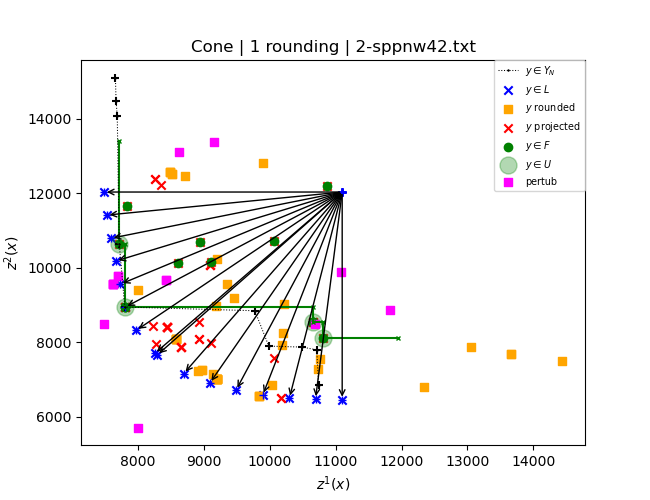 Cone | 1 rounding | 2-sppnw42.txt
y ∈ Y_N
y ∈ L
y rounded
y projected
y ∈ F
y ∈ U
pertub
z²(x)
14000
12000
10000
8000
6000
8000 9000 10000 11000 12000 13000 14000
z¹(x)